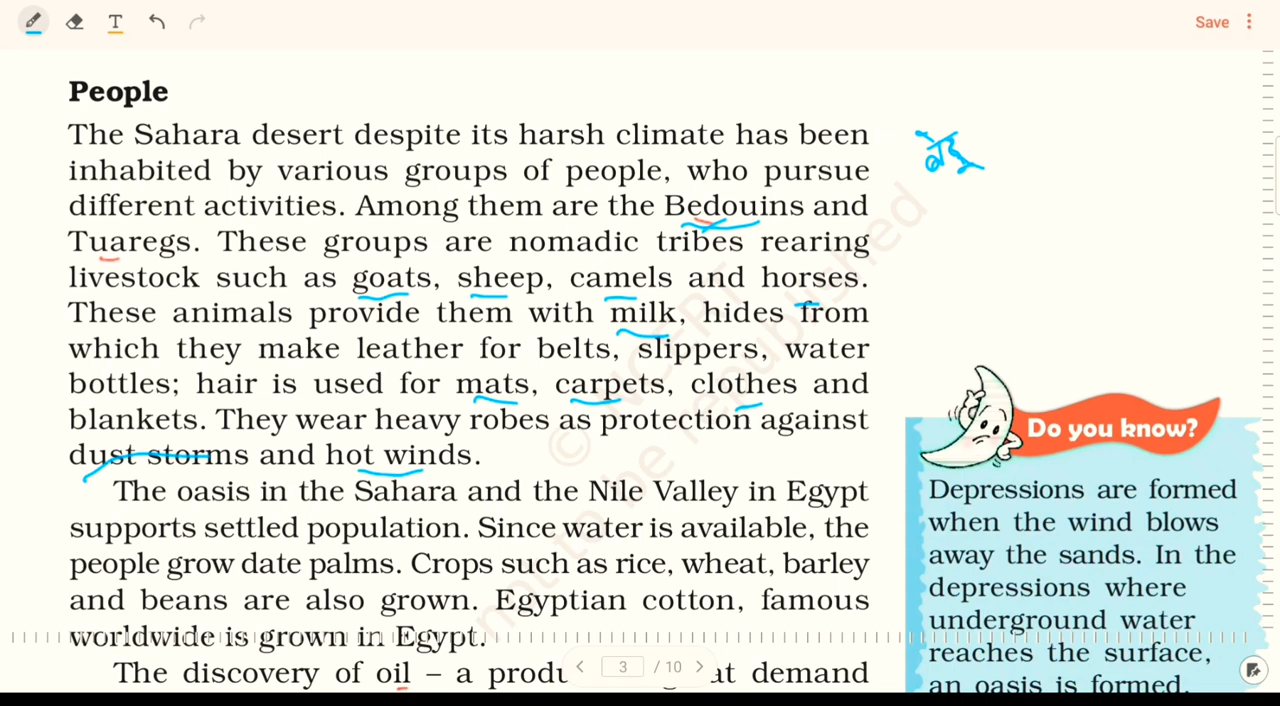 T
Save
People
The Sahara desert despite its harsh climate has been
inhabited by various groups of people, who pursue
different activities. Among them are the Bedouins and
Tuaregs. These groups are nomadic tribes rearing
livestock such as goats, sheep, camels and horses.
These animals provide them with milk, hides from
which they make leather for belts, slippers, water
bottles; hair is used for mats, carpets, clothes and
blankets. They wear heavy robes as protection against
dust storms and hot winds.
The oasis in the Sahara and the Nile Valley in Egypt
supports settled population. Since water is available, the
people grow date palms. Crops such as rice, wheat, barley
and beans are also grown. Egyptian cotton, famous
worldwide is grown in Egypt.
The discovery of oil – a demand
3 / 10
Do you know?
Depressions are formed
when the wind blows
away the sands. In the
depressions where
underground water
reaches the surface,
an oasis is formed.
© NCERT
not to be republished